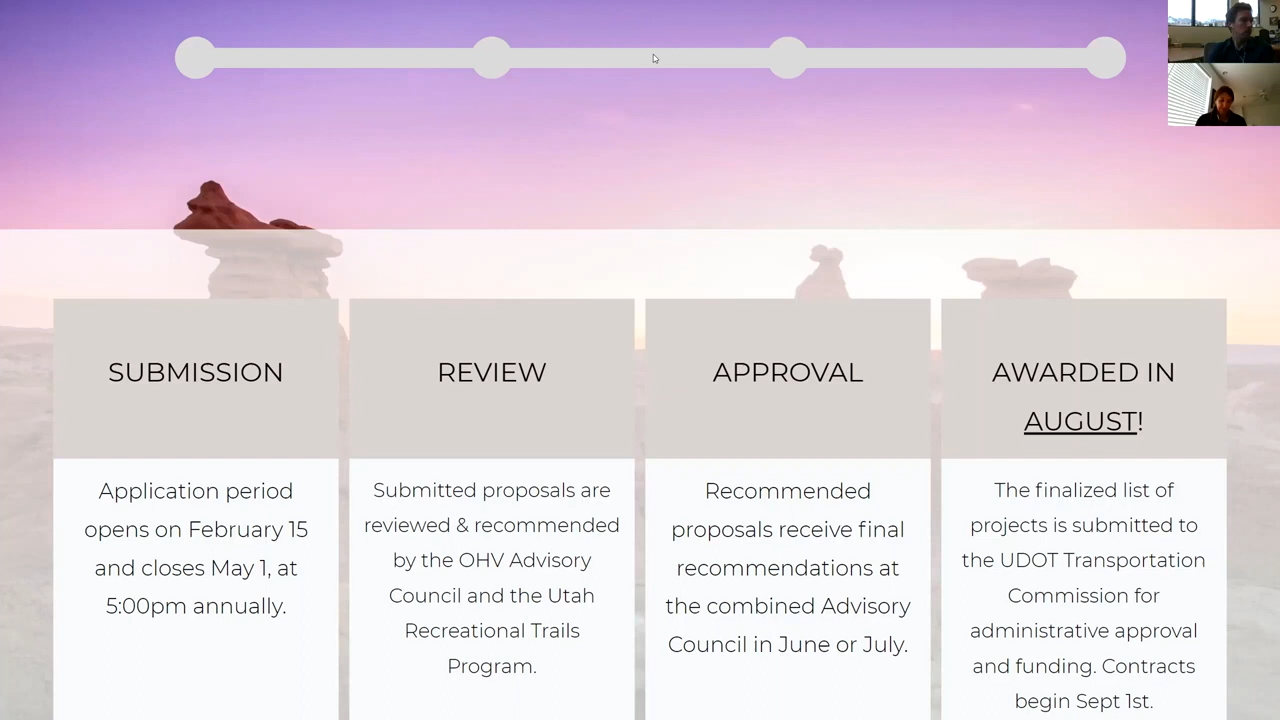 SUBMISSION
Application period
opens on February 15
and closes May 1, at
5:00pm annually.
REVIEW
Submitted proposals are
reviewed & recommended
by the OHV Advisory
Council and the Utah
Recreational Trails
Program.
APPROVAL
Recommended
proposals receive final
recommendations at
the combined Advisory
Council in June or July.
AWARDED IN
AUGUST!
The finalized list of
projects is submitted to
the UDOT Transportation
Commission for
administrative approval
and funding. Contracts
begin Sept 1st.